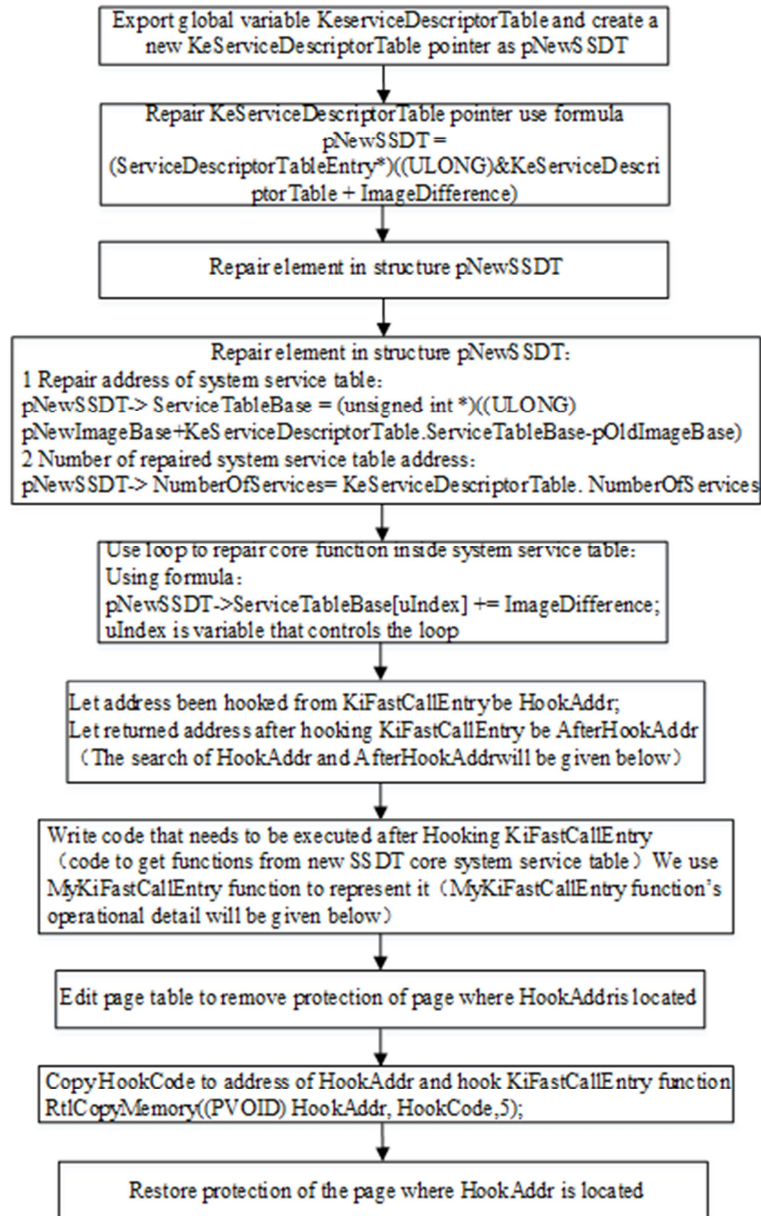 Export global variable KeserviceDescriptorTable and create a
new KeServiceDescriptorTable pointer as pNewSSDT
Repair KeServiceDescriptorTable pointer use formula
pNewSSDT =
(ServiceDescriptorTableEntry*)((ULONG)&KeServiceDescri
ptorTable + ImageDifference)
Repair element in structure pNewSSDT
Repair element in structure pNewSSDT:
1 Repair address of system service table:
pNewSSDT-> ServiceTableBase = (unsigned int *)((ULONG)
pNewImageBase+KeServiceDescriptorTable.ServiceTableBase-pOldImageBase)
2 Number of repaired system service table address:
pNewSSDT-> NumberOfServices= KeServiceDescriptorTable. NumberOfServices
Use loop to repair core function inside system service table:
Using formula:
pNewSSDT->ServiceTableBase[uIndex] += ImageDifference;
uIndex is variable that controls the loop
Let address been hooked from KiFastCallEntrybe HookAddr;
Let returned address after hooking KiFastCallEntry be AfterHookAddr
（The search of HookAddr and AfterHookAddrwill be given below）
Write code that needs to be executed after Hooking KiFastCallEntry
（code to get functions from new SSDT core system service table）We use
MyKiFastCallEntry function to represent it（MyKiFastCallEntry function's
operational detail will be given below）
Edit page table to remove protection of page where HookAddris located
CopyHookCode to address of HookAddr and hook KiFastCallEntry function
RtlCopyMemory((PVOID) HookAddr, HookCode,5);
Restore protection of the page where HookAddr is located